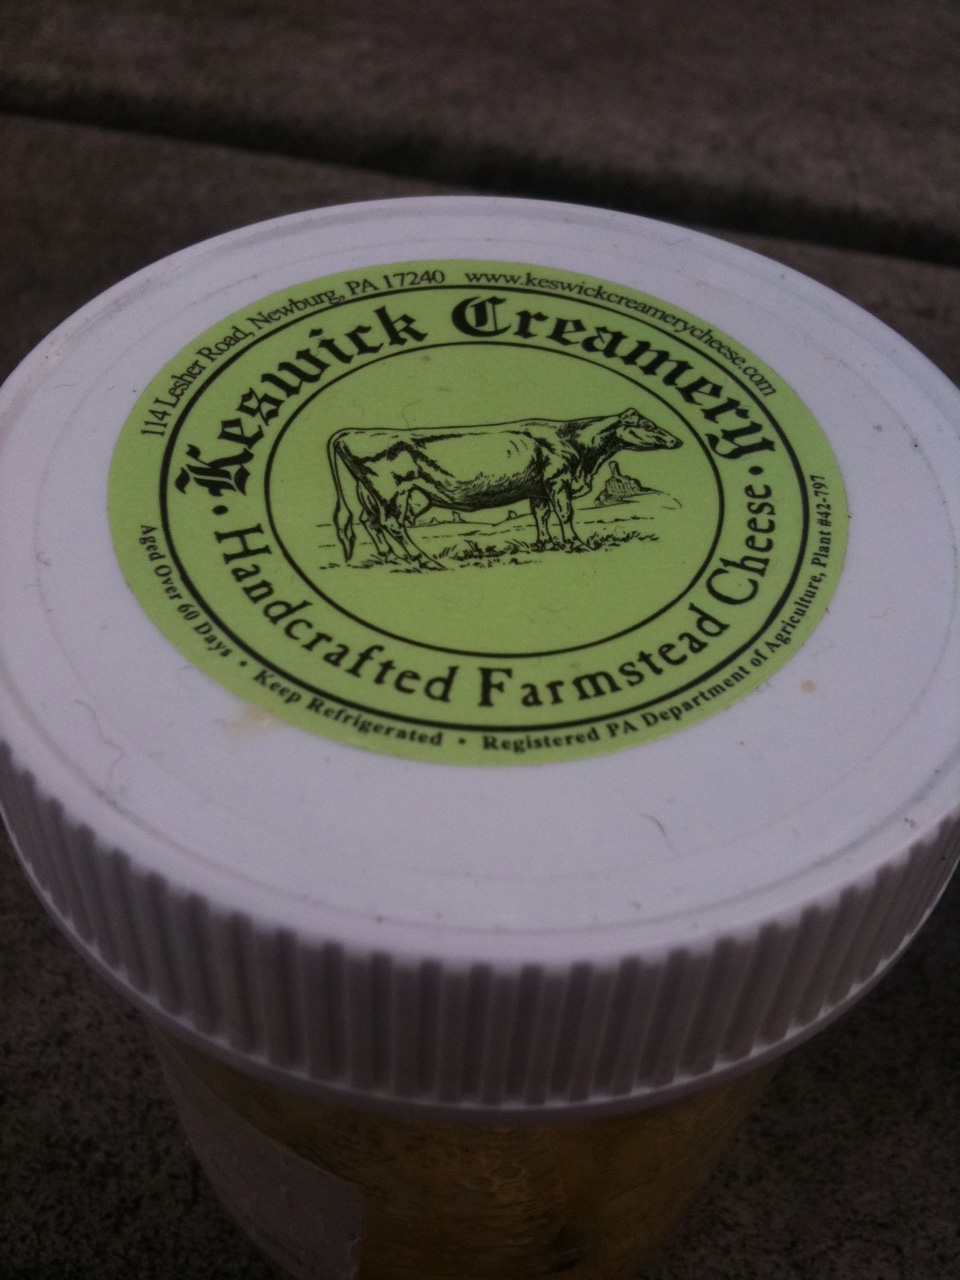 114 Lesher Road, Newburg, PA 17240 www.keswickcreamerycheese.com
Keswick Creamery
• Handcrafted Farmstead Cheese •
Aged Over 60 Days • Keep Refrigerated • Registered PA Department of Agriculture, Plant #42-797